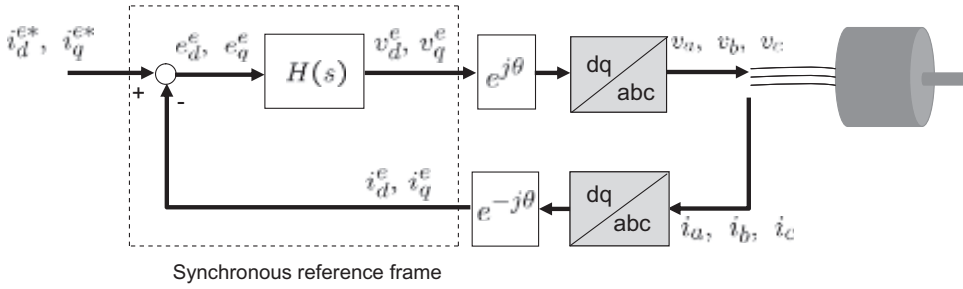 i_d^{e*}, i_q^{e*}
e_d^e, e_q^e
H(s)
v_d^e, v_q^e
e^{jθ}
dq
abc
v_a, v_b, v_c
+
-
i_d^e, i_q^e
e^{-jθ}
dq
abc
i_a, i_b, i_c
Synchronous reference frame